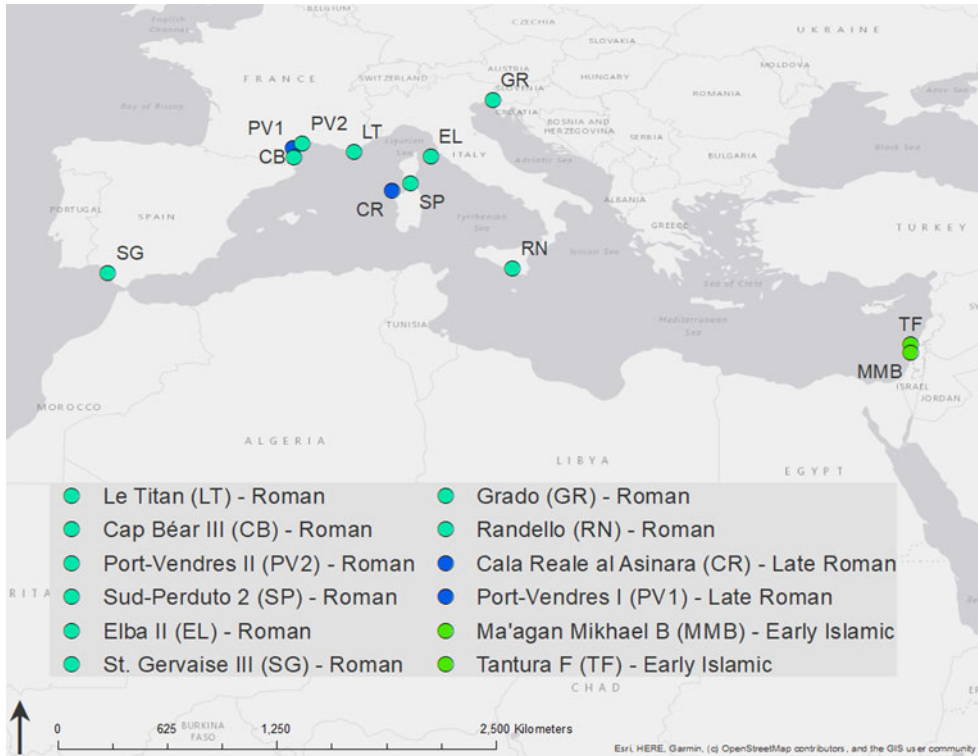 English
Channel
BELGIUM
CZECHIA
UKRAINE
SLOVAKIA
FRANCE
AUSTRIA
MOLDOVA
SWITZERLAND
HUNGARY
GR
SLOVENIA
Bay of Biscay
CROATIA
ROMANIA
PV1
PV2
LT
Ligurian
Sea
EL
BOSNIA AND
HERZEGOVINA
SERBIA
Black Sea
CB
ITALY
Adriatic Sea
BULGARIA
CR
SP
ALBANIA
PORTUGAL
SPAIN
Tyrrhenian
Sea
GREECE
TURKEY
SG
RN
Ionian Sea
Sea of Crete
TUNISIA
Mediterranean
Sea
TF
MMB
ISRAEL
JORDAN
MOROCCO
ALGERIA
LIBYA
EGYPT
Le Titan (LT) - Roman
Cap Béar III (CB) - Roman
Port-Vendres II (PV2) - Roman
Sud-Perduto 2 (SP) - Roman
Elba II (EL) - Roman
St. Gervaise III (SG) - Roman
Grado (GR) - Roman
Randello (RN) - Roman
Cala Reale al Asinara (CR) - Late Roman
Port-Vendres I (PV1) - Late Roman
Ma'agan Mikhael B (MMB) - Early Islamic
Tantura F (TF) - Early Islamic
CHAD
BURKINA
FASO
0 625 1,250 2,500 Kilometers
Esri, HERE, Garmin, (c) OpenStreetMap contributors, and the GIS user community